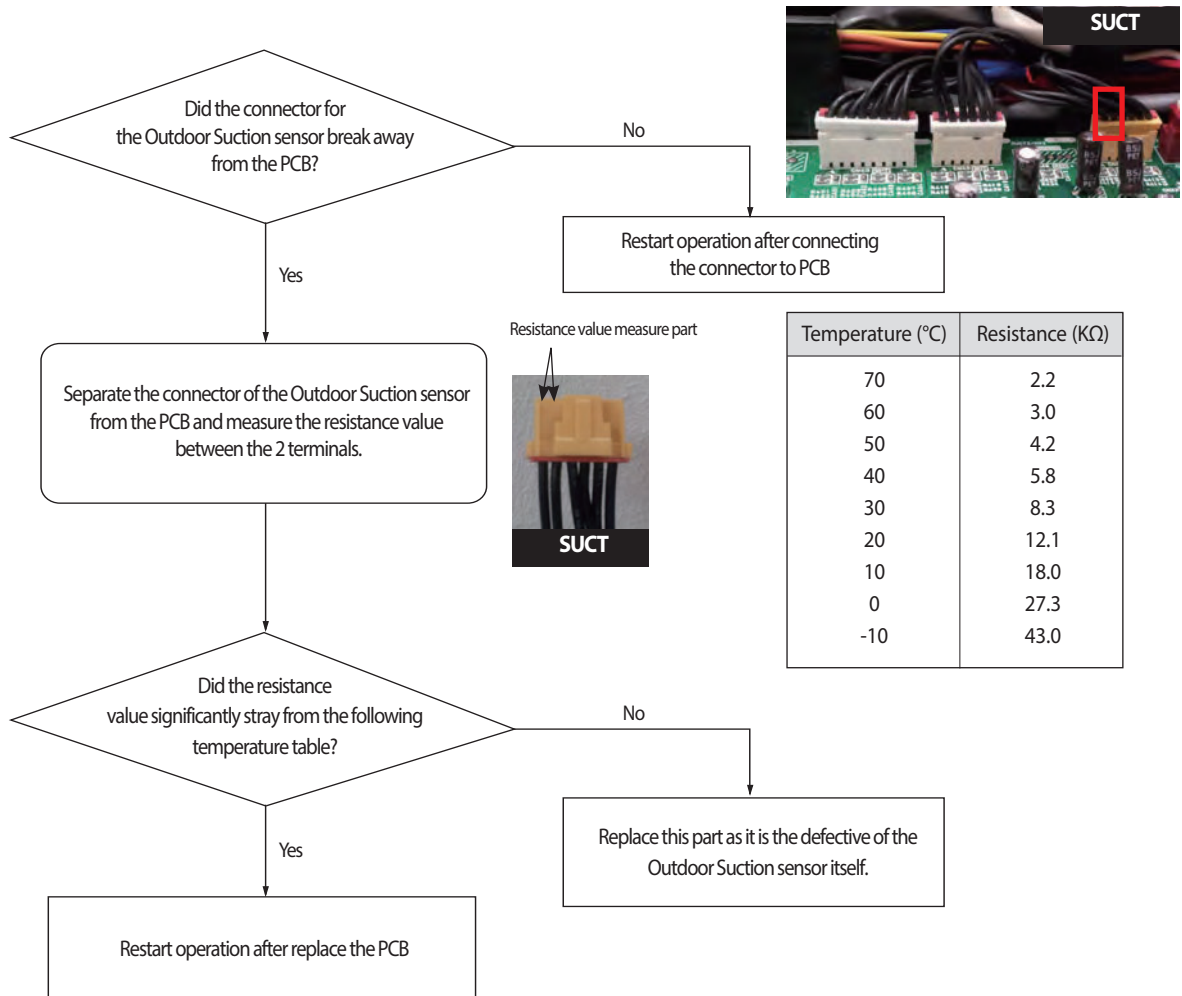 SUCT
Did the connector for
the Outdoor Suction sensor break away
from the PCB?
No
Restart operation after connecting
the connector to PCB
Yes
Resistance value measure part
Separate the connector of the Outdoor Suction sensor
from the PCB and measure the resistance value
between the 2 terminals.
SUCT
Temperature (°C) Resistance (KΩ)
70 2.2
60 3.0
50 4.2
40 5.8
30 8.3
20 12.1
10 18.0
0 27.3
-10 43.0
Did the resistance
value significantly stray from the following
temperature table?
No
Replace this part as it is the defective of the
Outdoor Suction sensor itself.
Yes
Restart operation after replace the PCB